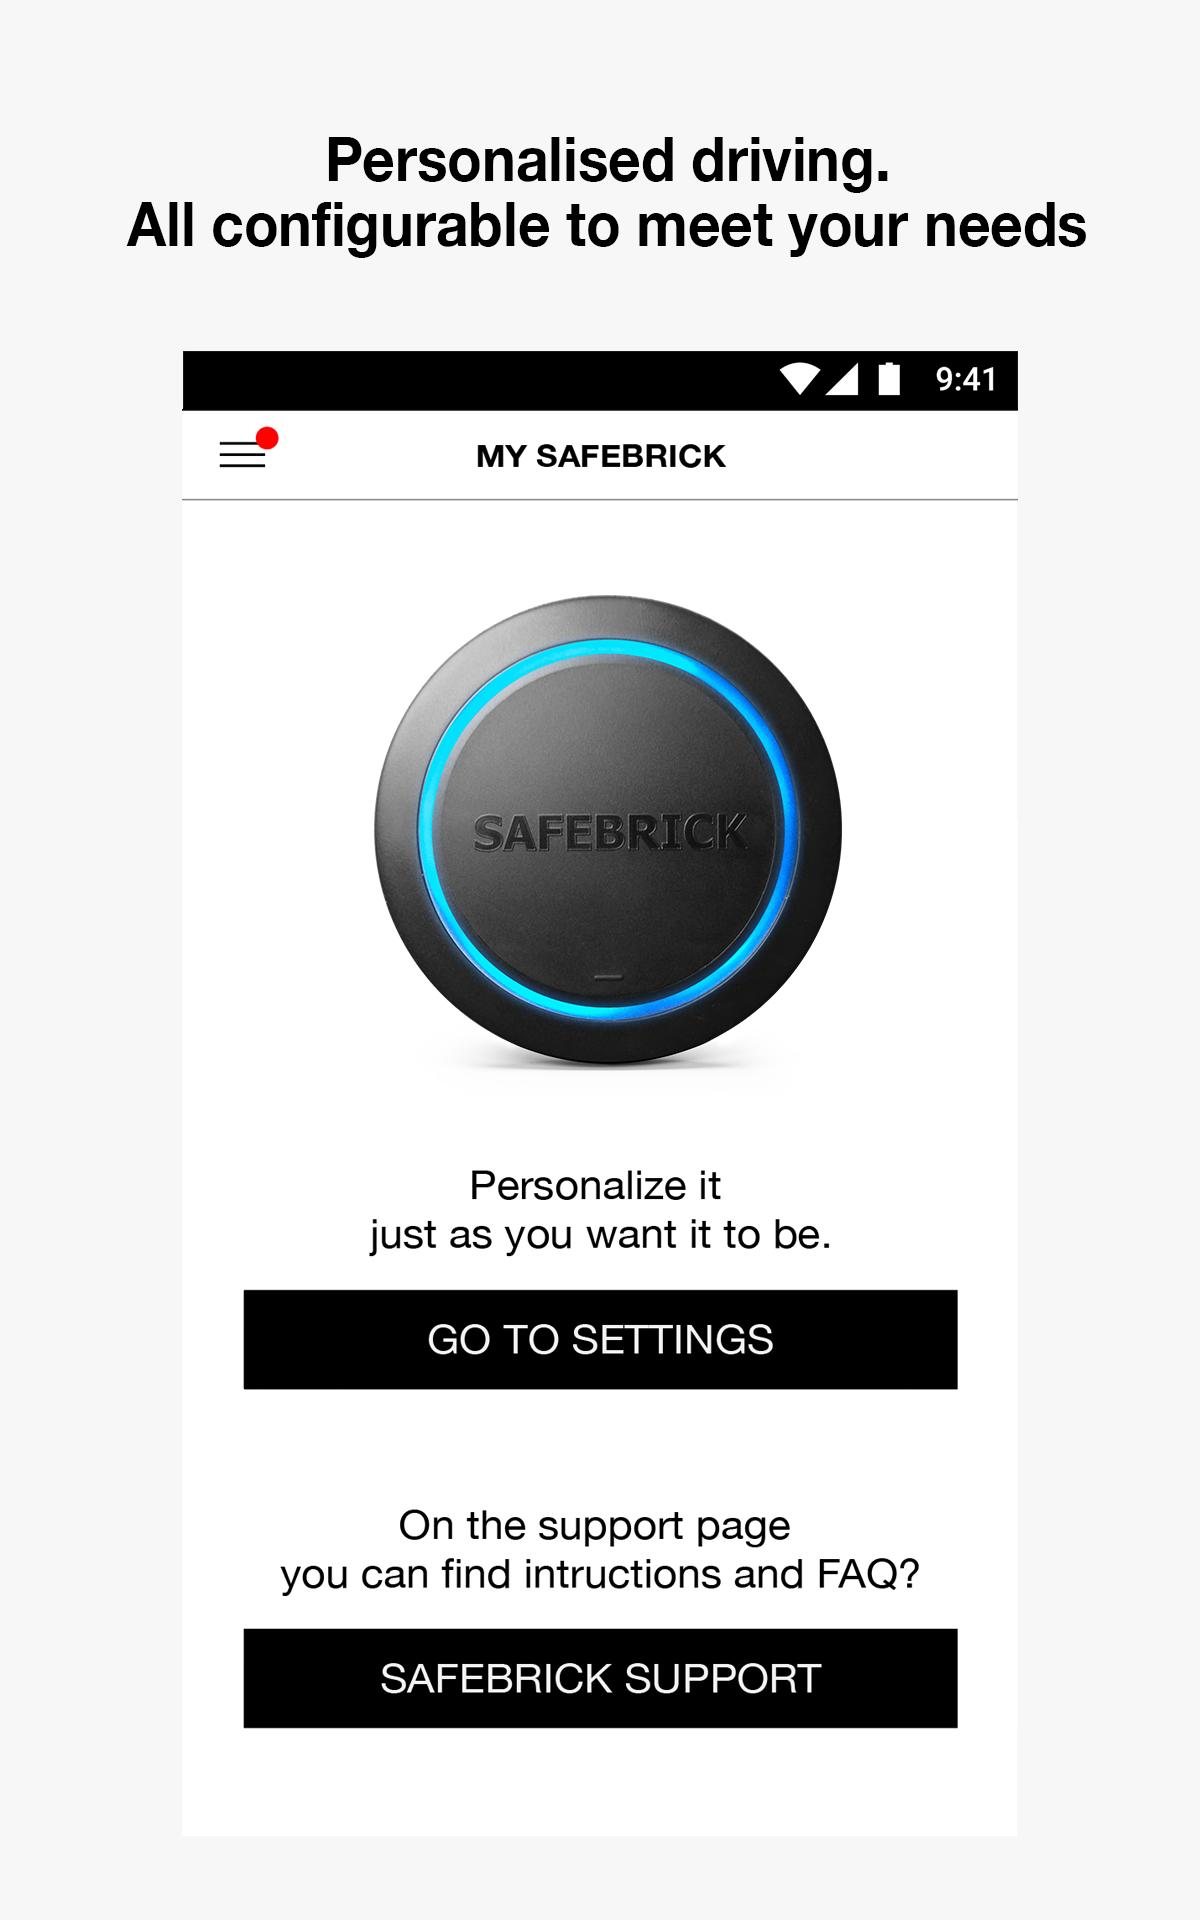 Personalised driving.
All configurable to meet your needs
9:41
MY SAFEBRICK
SAFEBRICK
Personalize it
just as you want it to be.
GO TO SETTINGS
On the support page
you can find intructions and FAQ?
SAFEBRICK SUPPORT